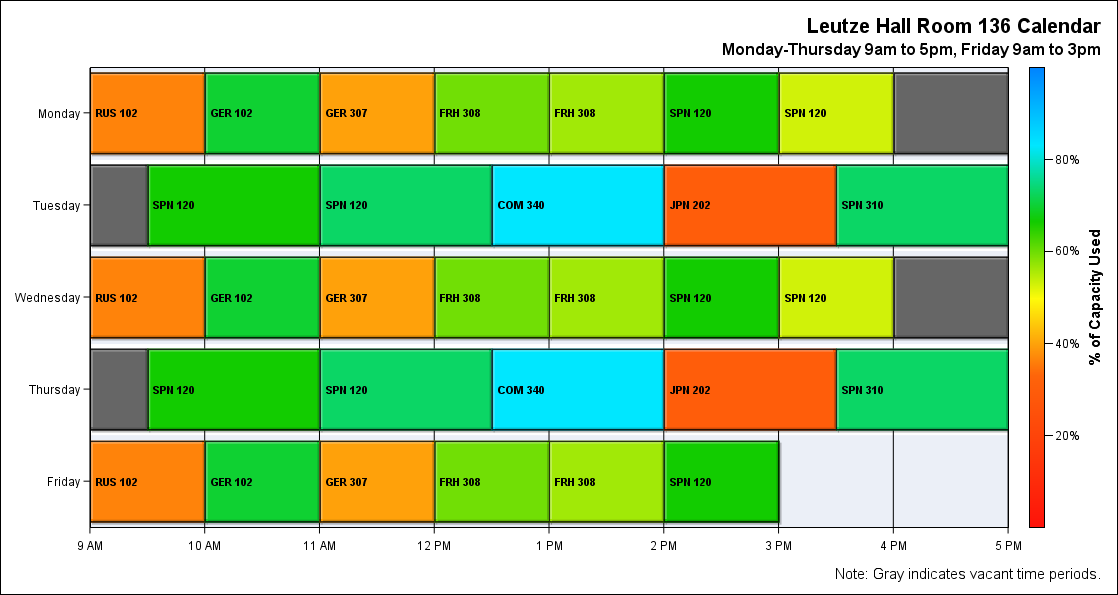 Leutze Hall Room 136 Calendar
Monday-Thursday 9am to 5pm, Friday 9am to 3pm
Monday
RUS 102 GER 102 GER 307 FRH 308 FRH 308 SPN 120 SPN 120
Tuesday
SPN 120 SPN 120 COM 340 JPN 202 SPN 310
Wednesday
RUS 102 GER 102 GER 307 FRH 308 FRH 308 SPN 120 SPN 120
Thursday
SPN 120 SPN 120 COM 340 JPN 202 SPN 310
Friday
RUS 102 GER 102 GER 307 FRH 308 FRH 308 SPN 120
9 AM 10 AM 11 AM 12 PM 1 PM 2 PM 3 PM 4 PM 5 PM
80%
60%
40%
20%
% of Capacity Used
Note: Gray indicates vacant time periods.